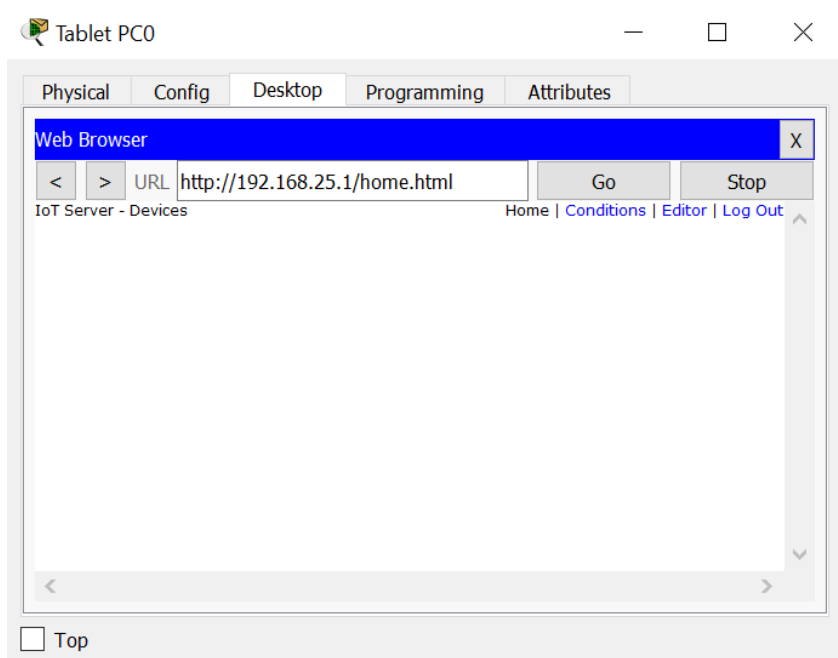 Tablet PC0
Physical Config Desktop Programming Attributes
Web Browser X
< > URL http://192.168.25.1/home.html Go Stop
IoT Server - Devices Home | Conditions | Editor | Log Out
Top